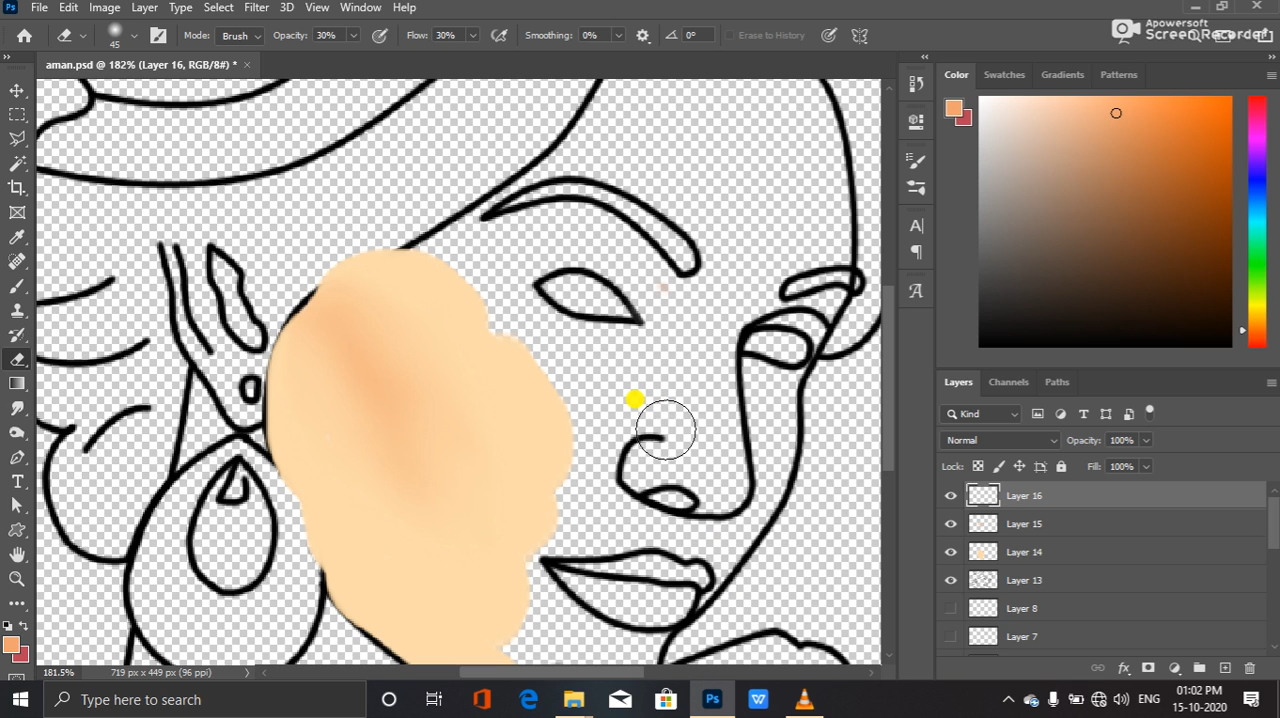 Ps File Edit Image Layer Type Select Filter 3D View Window Help
Apowersoft
Screen Recorder
45 Mode: Brush Opacity: 30% Flow: 30% Smoothing: 0% 0° Erase to History
aman.psd @ 182% (Layer 16, RGB/8#) * ×
Color Swatches Gradients Patterns
Layers Channels Paths
Kind
Normal Opacity: 100%
Lock: Fill: 100%
Layer 16
Layer 15
Layer 14
Layer 13
Layer 8
Layer 7
fx
181.5% 719 px x 449 px (96 ppi)
Type here to search
Ps
W
ENG
01:02 PM
15-10-2020